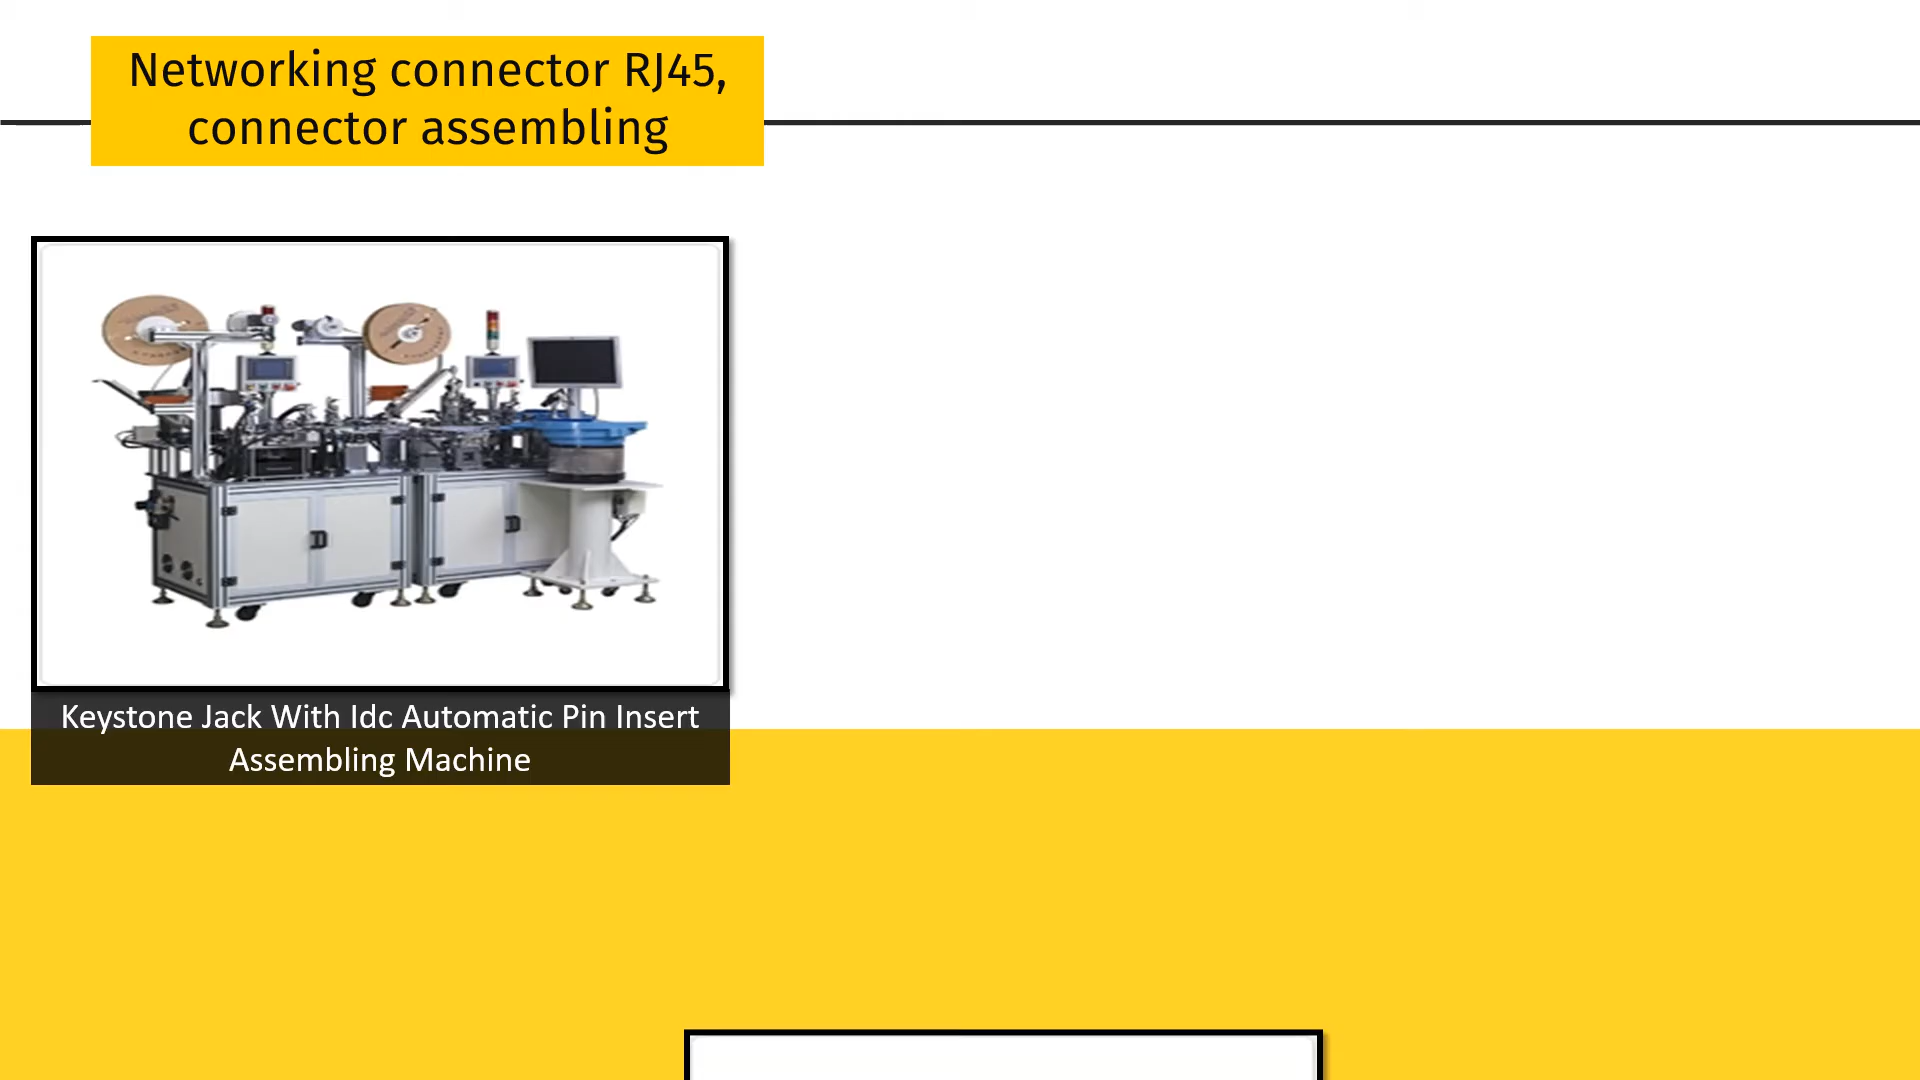 Networking connector RJ45,
connector assembling
Keystone Jack With Idc Automatic Pin Insert
Assembling Machine